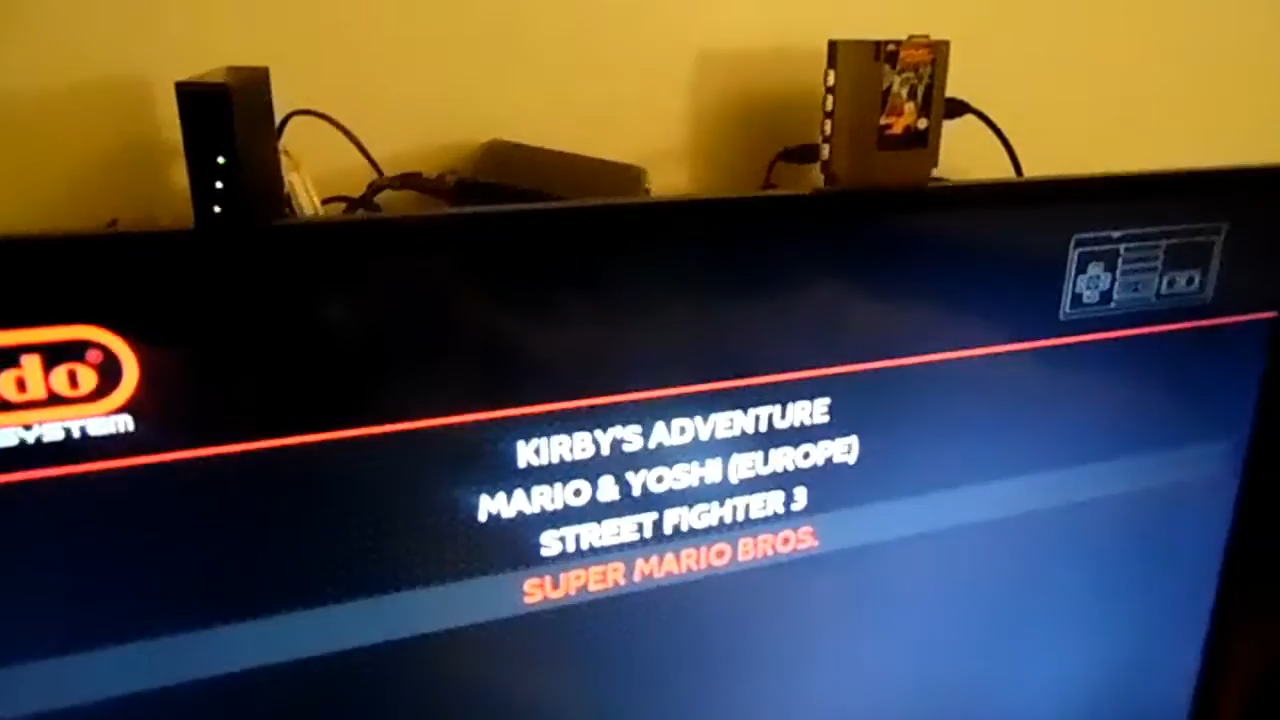 do
SYSTEM
KIRBY'S ADVENTURE
MARIO & YOSHI (EUROPE)
STREET FIGHTER 3
SUPER MARIO BROS.